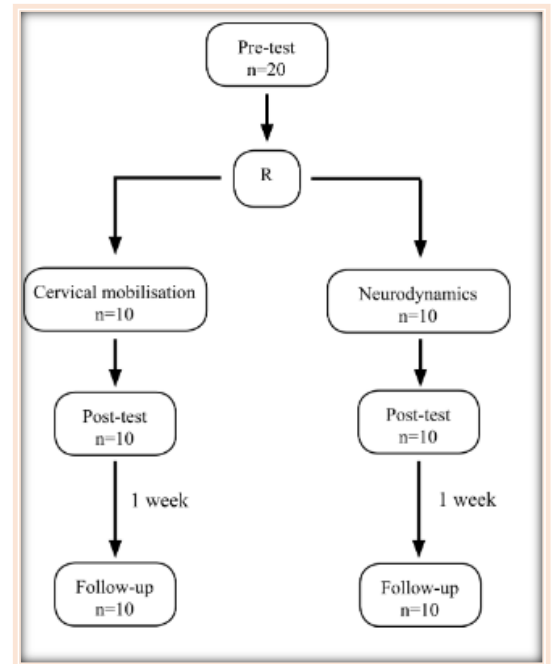 Pre-test
n=20
R
Cervical mobilisation
n=10
Neurodynamics
n=10
Post-test
n=10
Post-test
n=10
1 week
1 week
Follow-up
n=10
Follow-up
n=10